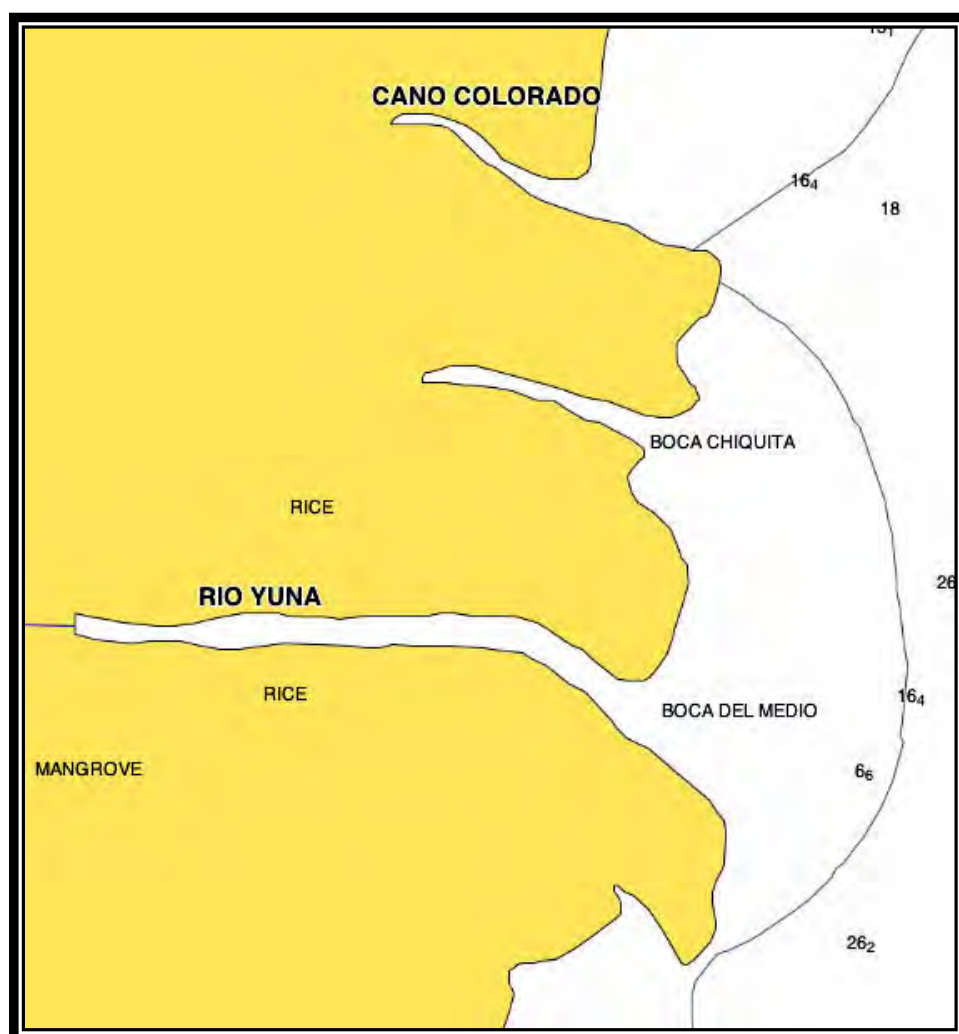 CANO COLORADO
16₄
18
BOCA CHIQUITA
RICE
26
RIO YUNA
RICE
16₄
BOCA DEL MEDIO
MANGROVE
6₆
26₂